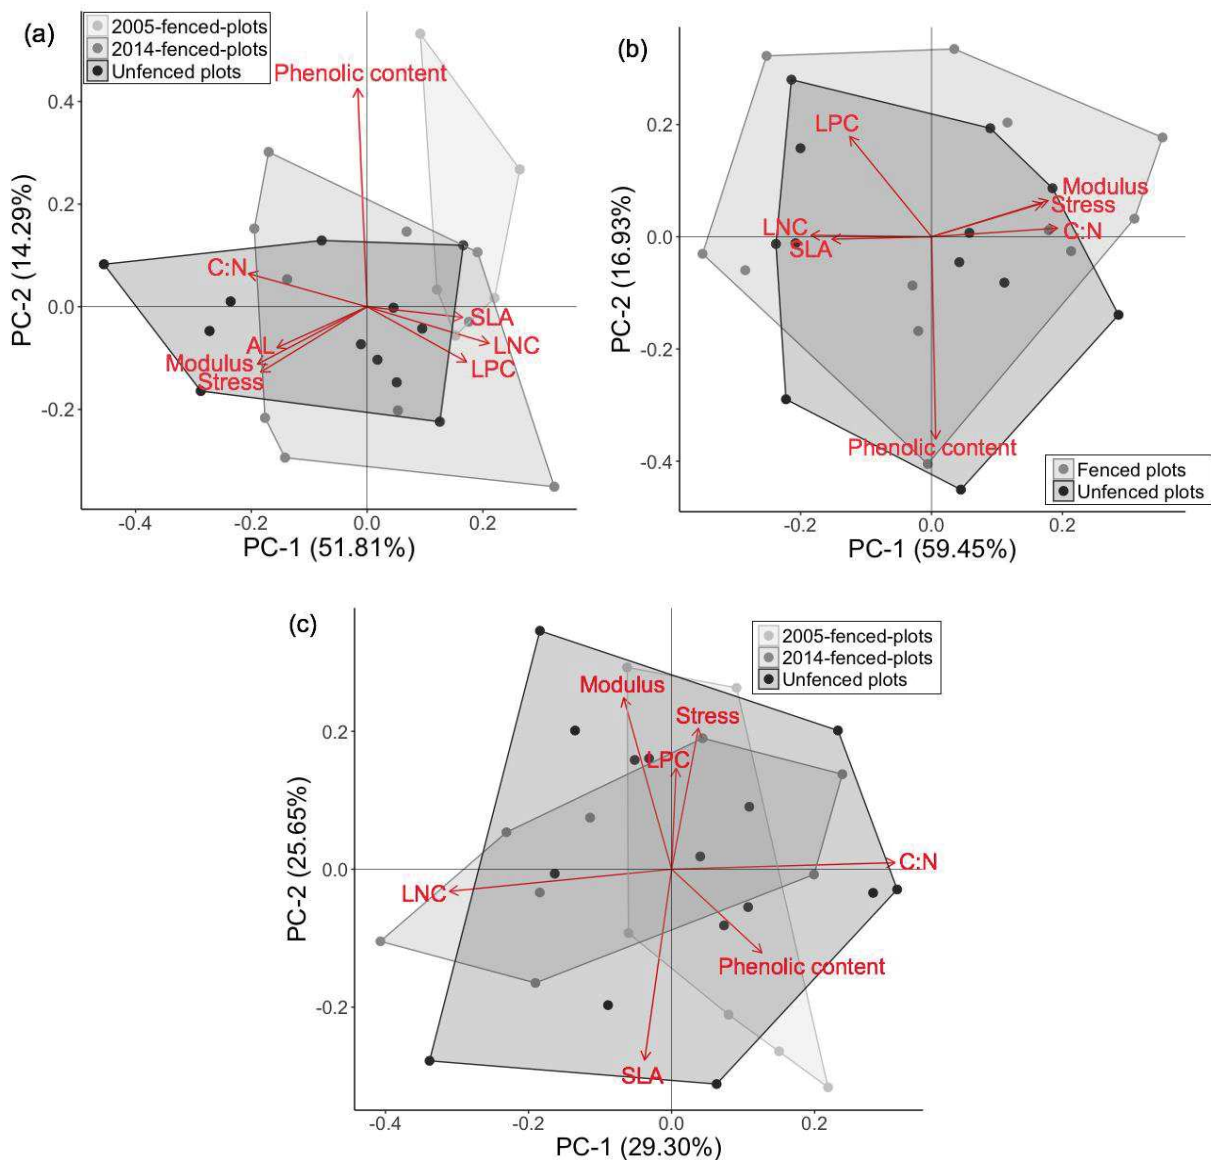 (a)
2005-fenced-plots
2014-fenced-plots
Unfenced plots
Phenolic content
C:N
AL
Modulus
Stress
SLA
LNC
LPC
0.4
0.2
0.0
-0.2
PC-2 (14.29%)
-0.4
-0.2
0.0
0.2
PC-1 (51.81%)
(b)
LPC
Modulus
Stress
C:N
LNC
SLA
Phenolic content
Fenced plots
Unfenced plots
0.2
0.0
-0.2
-0.4
PC-2 (16.93%)
-0.2
0.0
0.2
PC-1 (59.45%)
(c)
2005-fenced-plots
2014-fenced-plots
Unfenced plots
Modulus
Stress
LPC
C:N
LNC
Phenolic content
SLA
0.2
0.0
-0.2
PC-2 (25.65%)
-0.4
-0.2
0.0
0.2
PC-1 (29.30%)